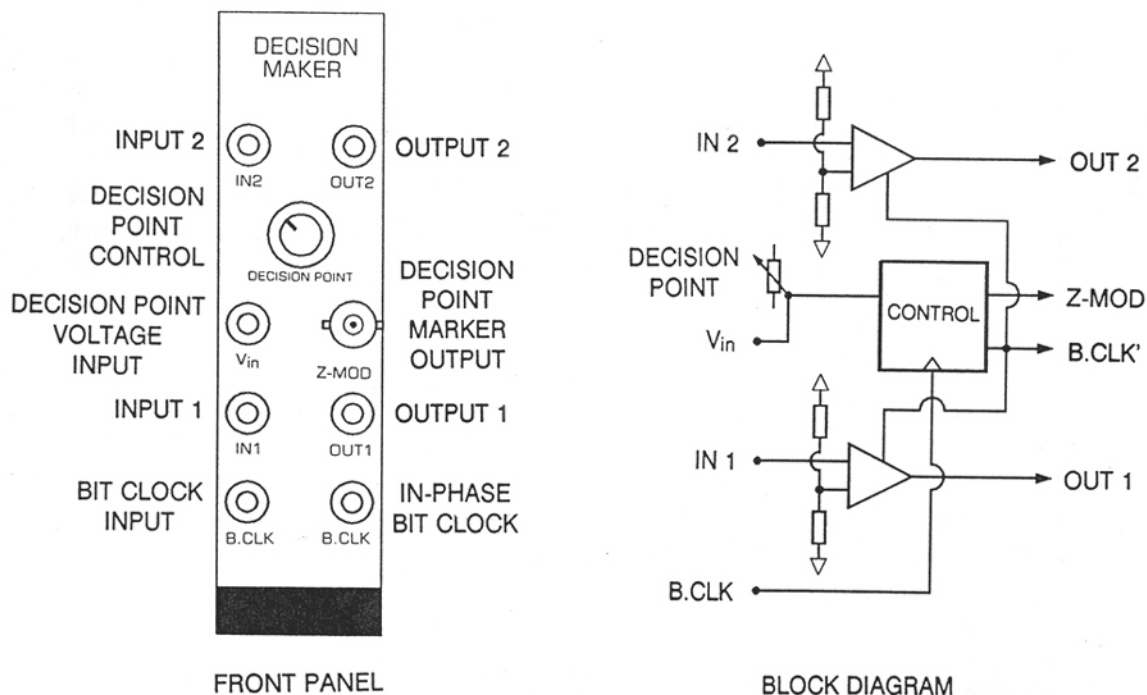 DECISION
MAKER
INPUT 2
IN2
OUT2
OUTPUT 2
DECISION
POINT
CONTROL
DECISION POINT
DECISION POINT
VOLTAGE
INPUT
Vin
Z-MOD
DECISION
POINT
MARKER
OUTPUT
INPUT 1
IN1
OUT1
OUTPUT 1
BIT CLOCK
INPUT
B.CLK
B.CLK
IN-PHASE
BIT CLOCK
FRONT PANEL
IN 2
OUT 2
DECISION
POINT
Vin
CONTROL
Z-MOD
B.CLK'
IN 1
OUT 1
B.CLK
BLOCK DIAGRAM